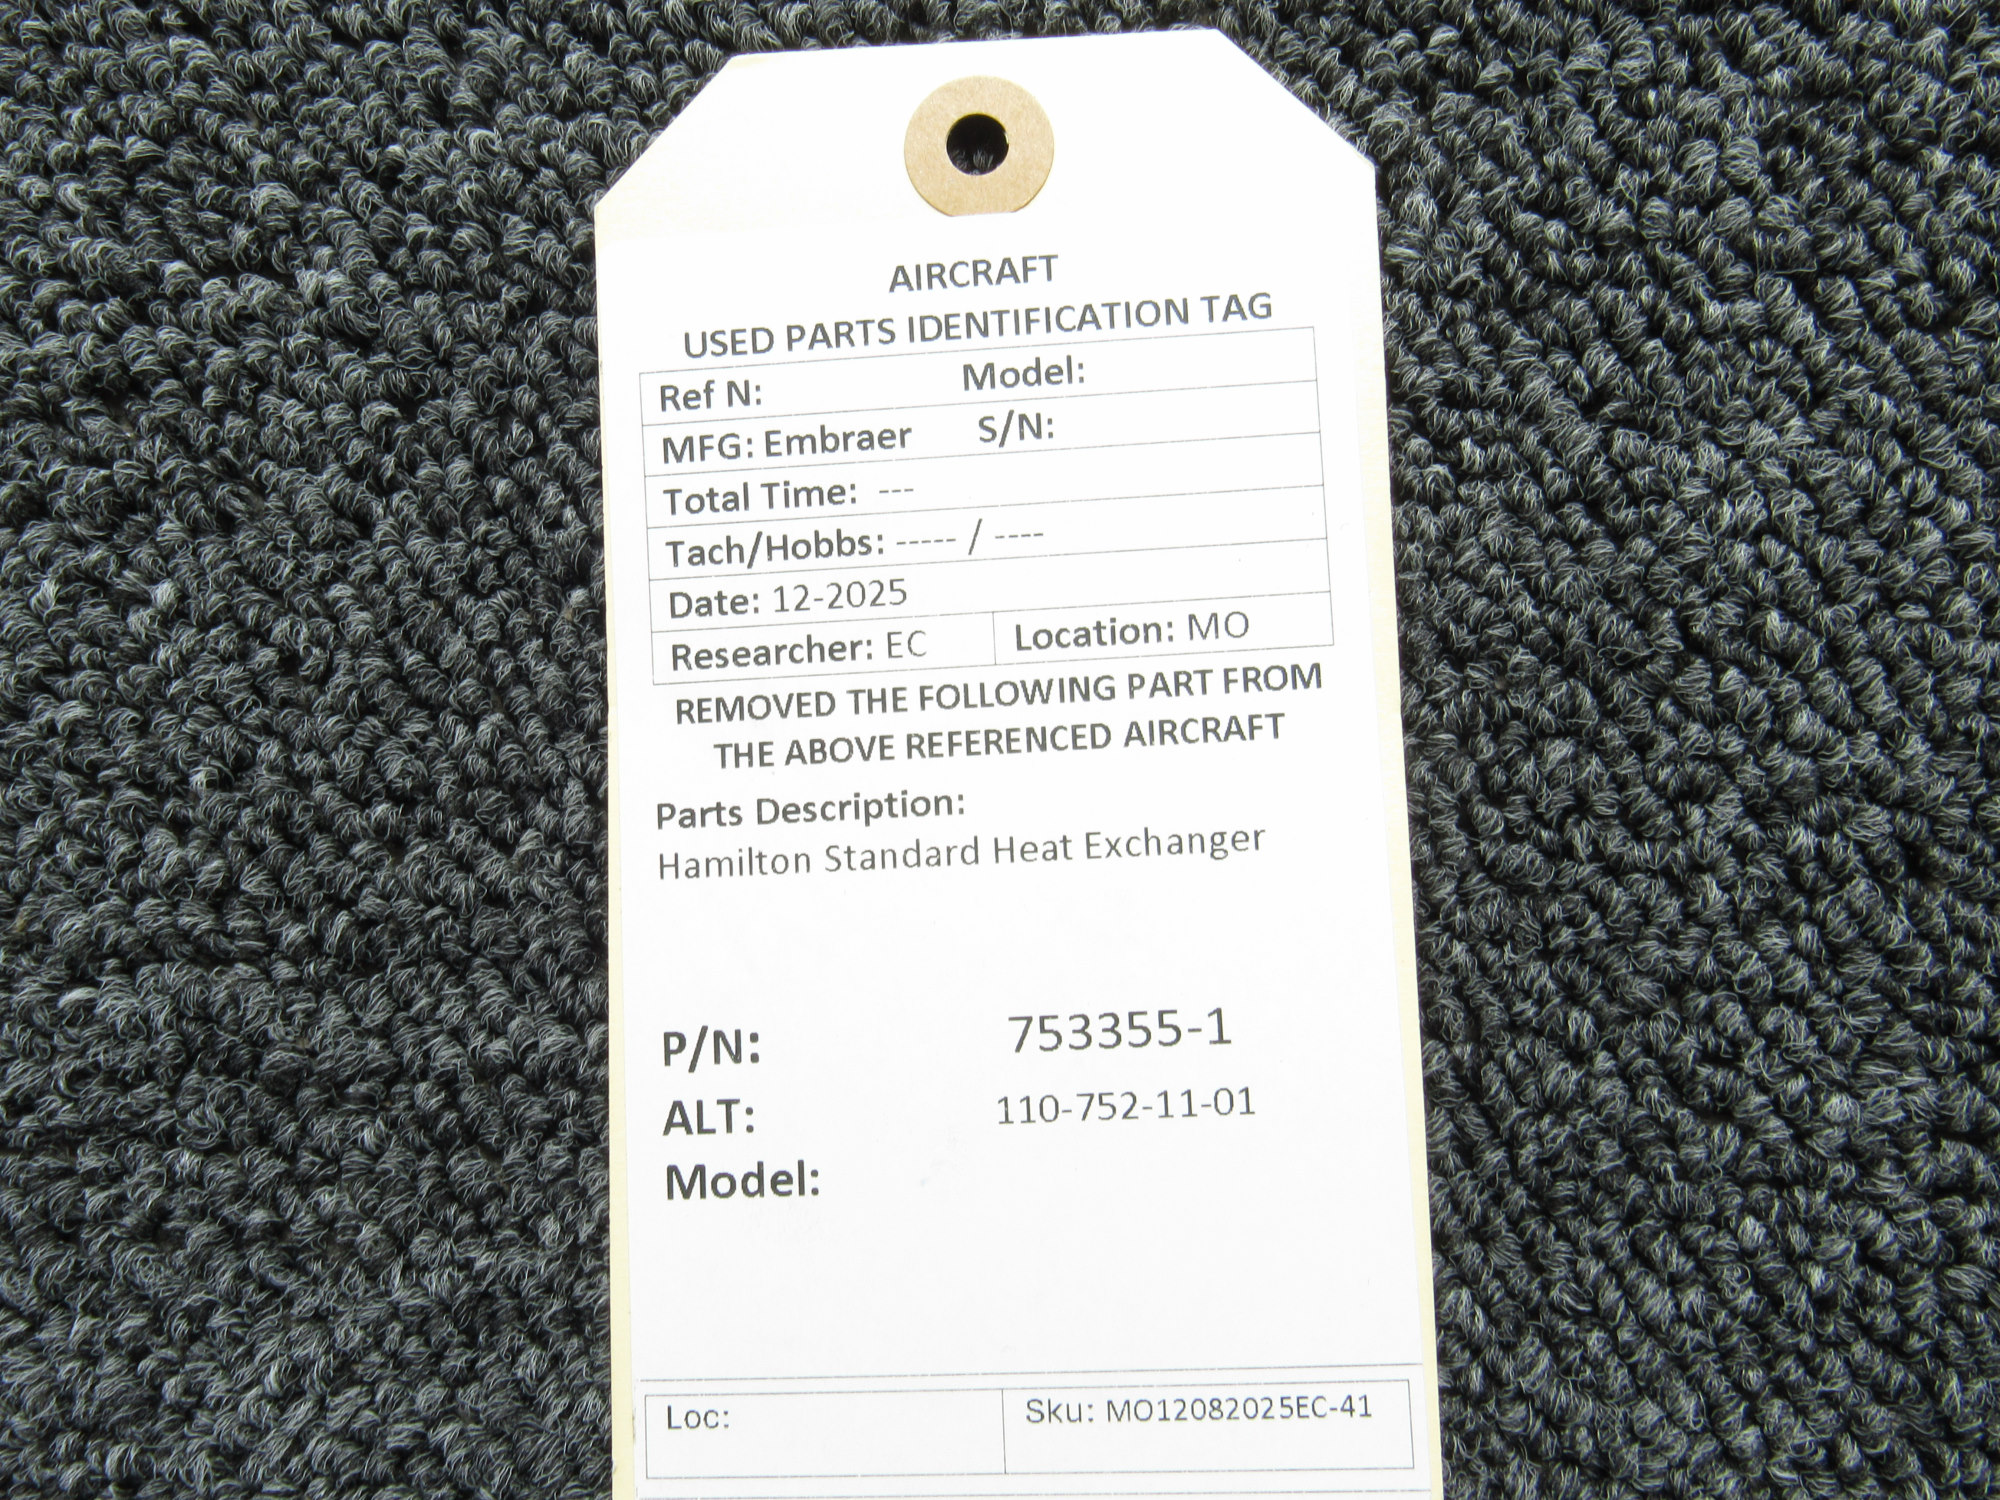 AIRCRAFT
USED PARTS IDENTIFICATION TAG
Ref N: Model:
MFG: Embraer S/N:
Total Time: ---
Tach/Hobbs: ----- / ----
Date: 12-2025
Researcher: EC Location: MO
REMOVED THE FOLLOWING PART FROM
THE ABOVE REFERENCED AIRCRAFT
Parts Description:
Hamilton Standard Heat Exchanger
P/N: 753355-1
ALT: 110-752-11-01
Model:
Loc: Sku: MO12082025EC-41